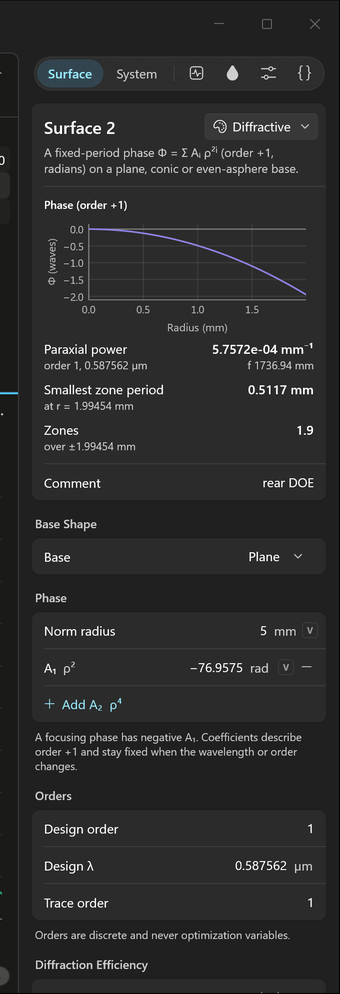 Surface System {}
Surface 2 Diffractive
A fixed-period phase Φ = Σ Aᵢ ρ²ⁱ (order +1,
radians) on a plane, conic or even-asphere base.
Phase (order +1)
0.0
−0.5
−1.0
−1.5
−2.0
Φ (waves)
0.0 0.5 1.0 1.5
Radius (mm)
Paraxial power 5.7572e-04 mm⁻¹
order 1, 0.587562 µm f 1736.94 mm
Smallest zone period 0.5117 mm
at r = 1.99454 mm
Zones 1.9
over ±1.99454 mm
Comment rear DOE
Base Shape
Base Plane
Phase
Norm radius 5 mm V
A₁ ρ² −76.9575 rad V
+ Add A₂ ρ⁴
A focusing phase has negative A₁. Coefficients describe
order +1 and stay fixed when the wavelength or order
changes.
Orders
Design order 1
Design λ 0.587562 µm
Trace order 1
Orders are discrete and never optimization variables.
Diffraction Efficiency